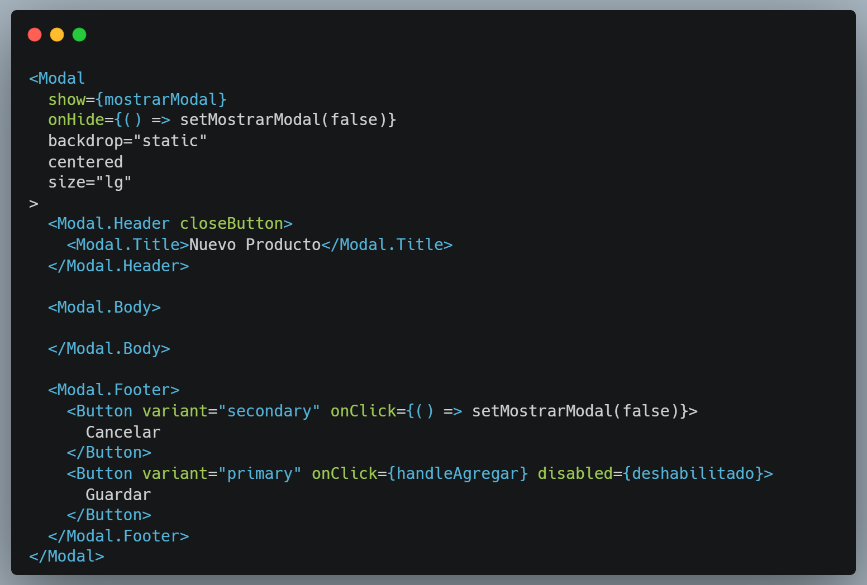 <Modal
  show={mostrarModal}
  onHide={() => setMostrarModal(false)}
  backdrop="static"
  centered
  size="lg"
>
  <Modal.Header closeButton>
    <Modal.Title>Nuevo Producto</Modal.Title>
  </Modal.Header>

  <Modal.Body>

  </Modal.Body>

  <Modal.Footer>
    <Button variant="secondary" onClick={() => setMostrarModal(false)}>
      Cancelar
    </Button>
    <Button variant="primary" onClick={handleAgregar} disabled={deshabilitado}>
      Guardar
    </Button>
  </Modal.Footer>
</Modal>